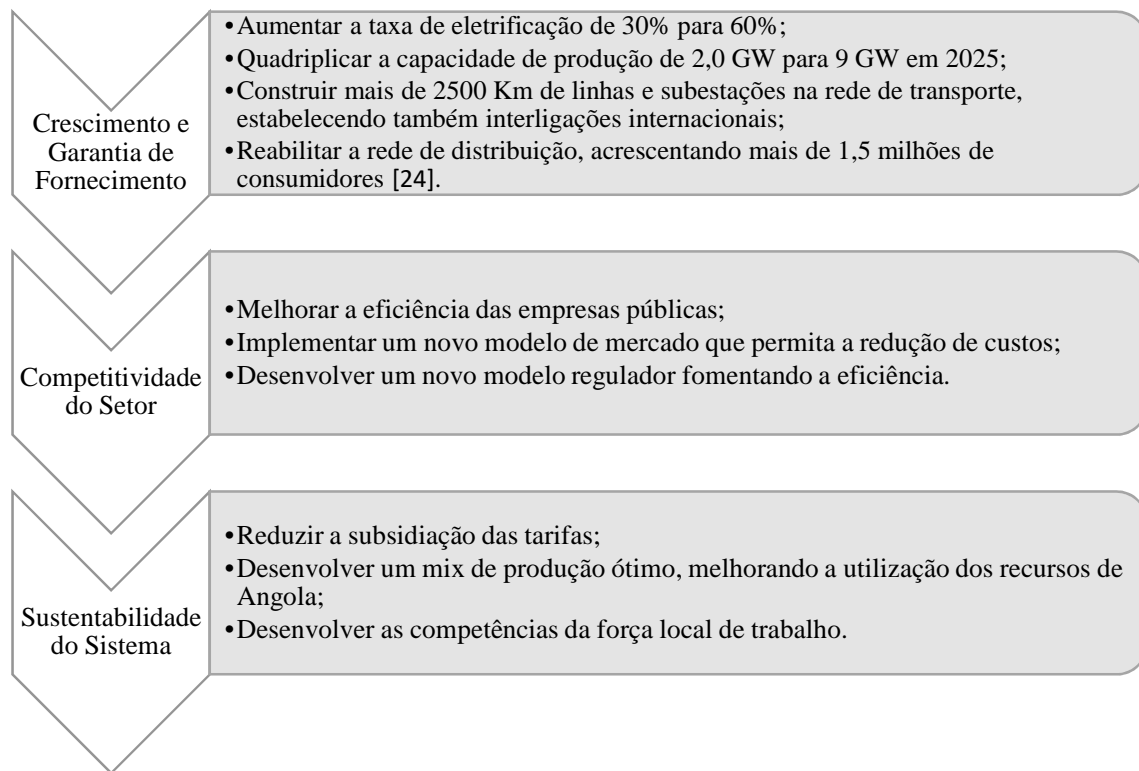 Crescimento e
Garantia de
Fornecimento
•Aumentar a taxa de eletrificação de 30% para 60%;
•Quadriplicar a capacidade de produção de 2,0 GW para 9 GW em 2025;
•Construir mais de 2500 Km de linhas e subestações na rede de transporte,
estabelecendo também interligações internacionais;
•Reabilitar a rede de distribuição, acrescentando mais de 1,5 milhões de
consumidores [24].
Competitividade
do Setor
•Melhorar a eficiência das empresas públicas;
•Implementar um novo modelo de mercado que permita a redução de custos;
•Desenvolver um novo modelo regulador fomentando a eficiência.
Sustentabilidade
do Sistema
•Reduzir a subsidiação das tarifas;
•Desenvolver um mix de produção ótimo, melhorando a utilização dos recursos de
Angola;
•Desenvolver as competências da força local de trabalho.